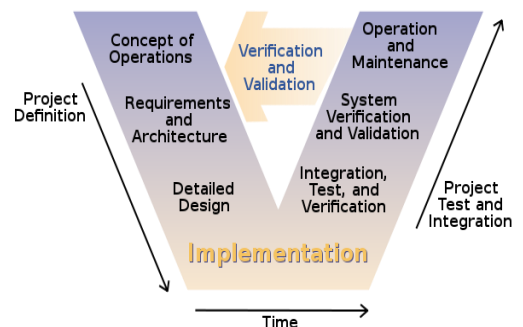 Concept of
Operations
Verification
and
Validation
Operation
and
Maintenance
Project
Definition
Requirements
and
Architecture
System
Verification
and Validation
Detailed
Design
Integration,
Test, and
Verification
Project
Test and
Integration
Implementation
Time